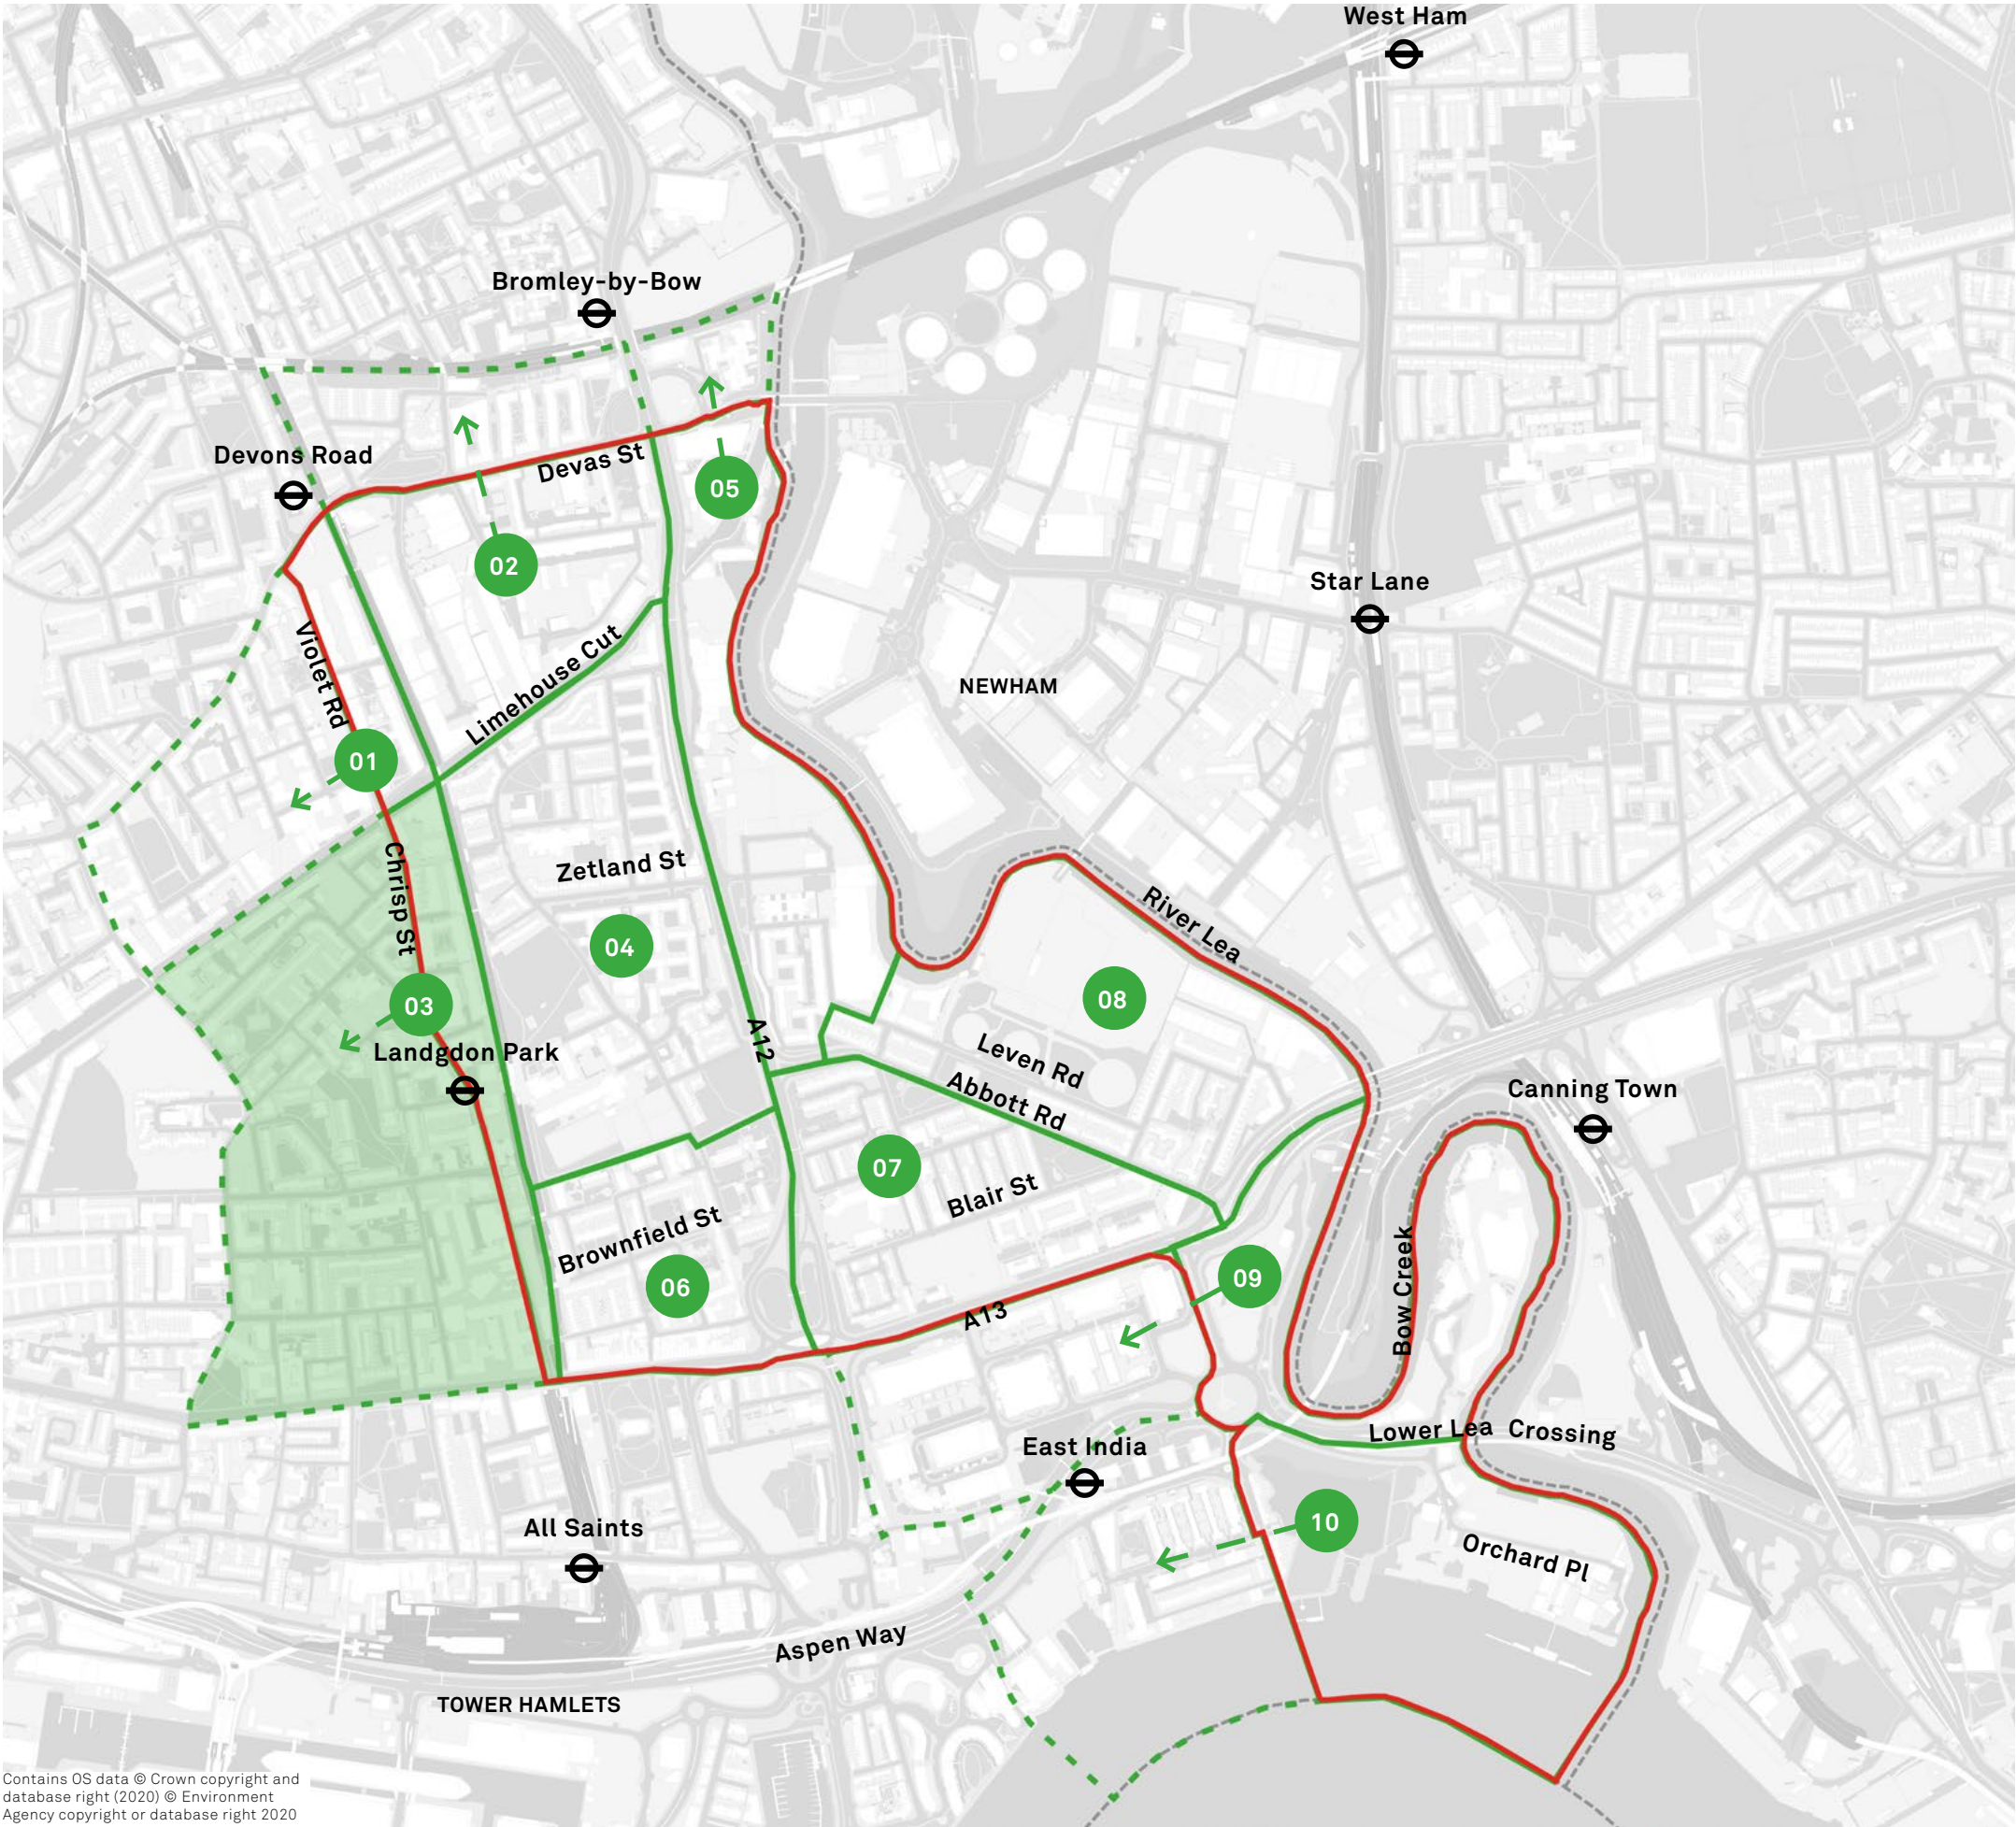 West Ham
Bromley-by-Bow
Devons Road
Devas St
05
02
Star Lane
Violet Rd
Limehouse Cut
NEWHAM
01
Chrisp St
Zetland St
River Lea
04
08
03
A12
Landgdon Park
Leven Rd
Abbott Rd
Canning Town
07
Blair St
Brownfield St
06
09
Bow Creek
A13
East India
Lower Lea Crossing
All Saints
10
Orchard Pl
Aspen Way
TOWER HAMLETS
Contains OS data © Crown copyright and
database right (2020) © Environment
Agency copyright or database right 2020